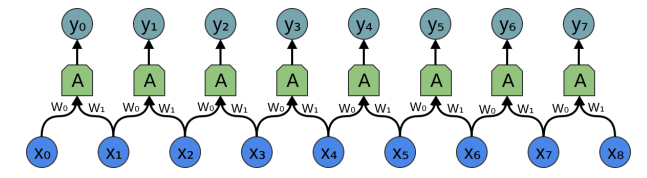 y₀ y₁ y₂ y₃ y₄ y₅ y₆ y₇
A A A A A A A A
W₀ W₁ W₀ W₁ W₀ W₁ W₀ W₁ W₀ W₁ W₀ W₁ W₀ W₁ W₀ W₁
x₀ x₁ x₂ x₃ x₄ x₅ x₆ x₇ x₈